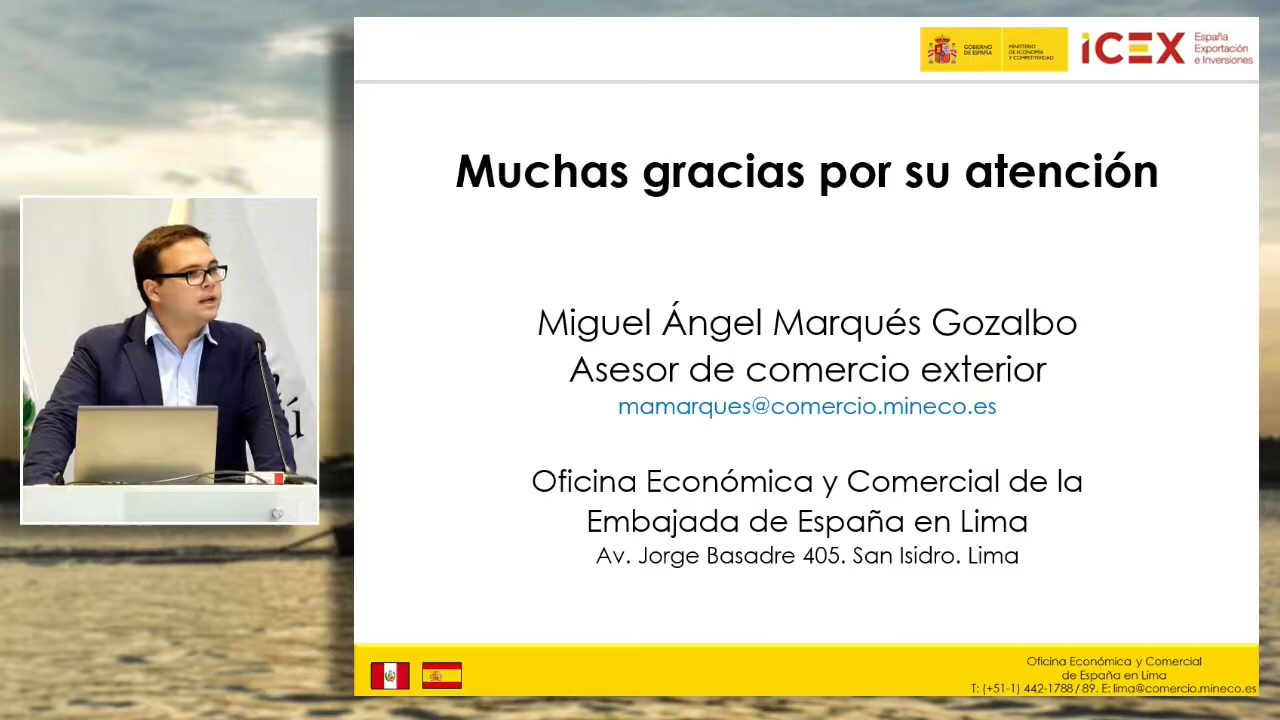 GOBIERNO
DE ESPAÑA
MINISTERIO
DE ECONOMÍA
Y COMPETITIVIDAD
iCEX
España
Exportación
e Inversiones
Muchas gracias por su atención
Miguel Ángel Marqués Gozalbo
Asesor de comercio exterior
mamarques@comercio.mineco.es
Oficina Económica y Comercial de la
Embajada de España en Lima
Av. Jorge Basadre 405. San Isidro. Lima
Oficina Económica y Comercial
de España en Lima
T: (+51-1) 442-1788 / 89. E: lima@comercio.mineco.es